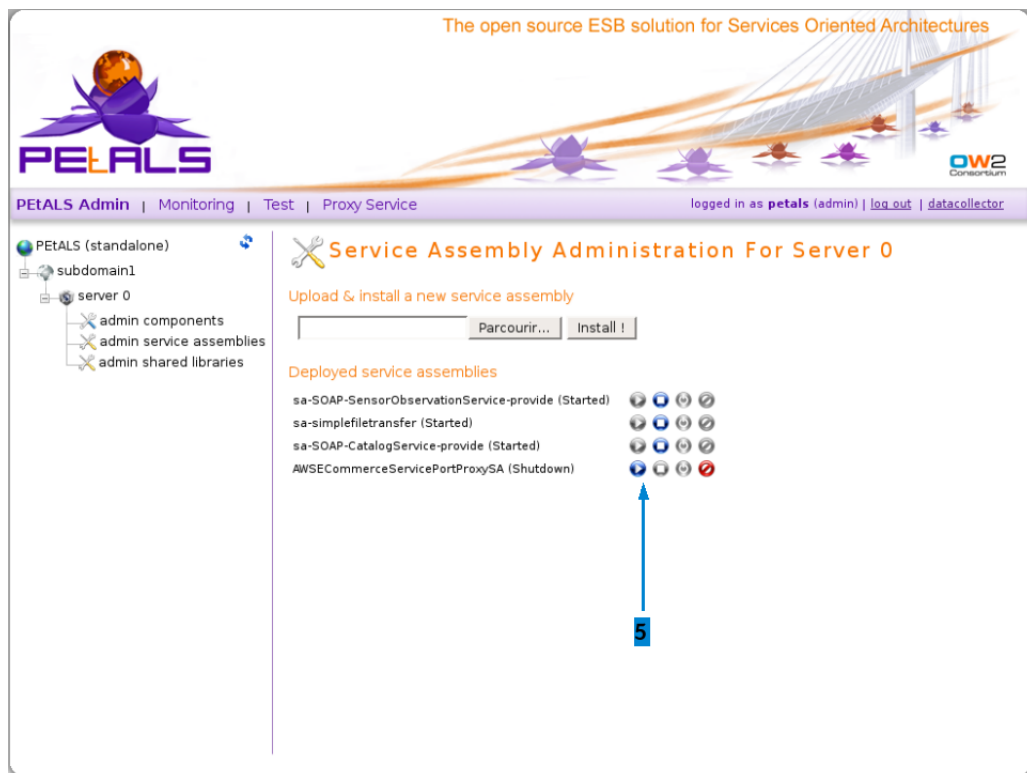 The open source ESB solution for Services Oriented Architectures
PEtALS
OW2
Consortium
PEtALS Admin | Monitoring | Test | Proxy Service
logged in as petals (admin) | log out | datacollector
PEtALS (standalone)
subdomain1
server 0
admin components
admin service assemblies
admin shared libraries
Service Assembly Administration For Server 0
Upload & install a new service assembly
Parcourir... Install !
Deployed service assemblies
sa-SOAP-SensorObservationService-provide (Started)
sa-simplefiletransfer (Started)
sa-SOAP-CatalogService-provide (Started)
AWSECommerceServicePortProxySA (Shutdown)
5